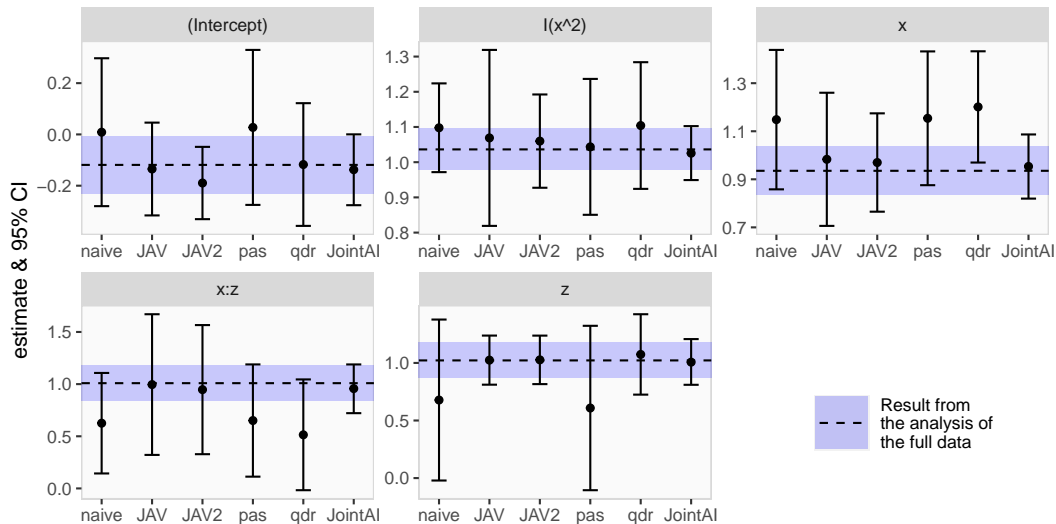 (Intercept)
I(x^2)
x
0.2
0.0
−0.2
1.3
1.2
1.1
1.0
0.9
0.8
1.3
1.1
0.9
0.7
naive JAV JAV2 pas qdr JointAI
naive JAV JAV2 pas qdr JointAI
naive JAV JAV2 pas qdr JointAI
x:z
z
1.5
1.0
0.5
0.0
1.0
0.5
0.0
naive JAV JAV2 pas qdr JointAI
naive JAV JAV2 pas qdr JointAI
estimate & 95% CI
Result from
the analysis of
the full data